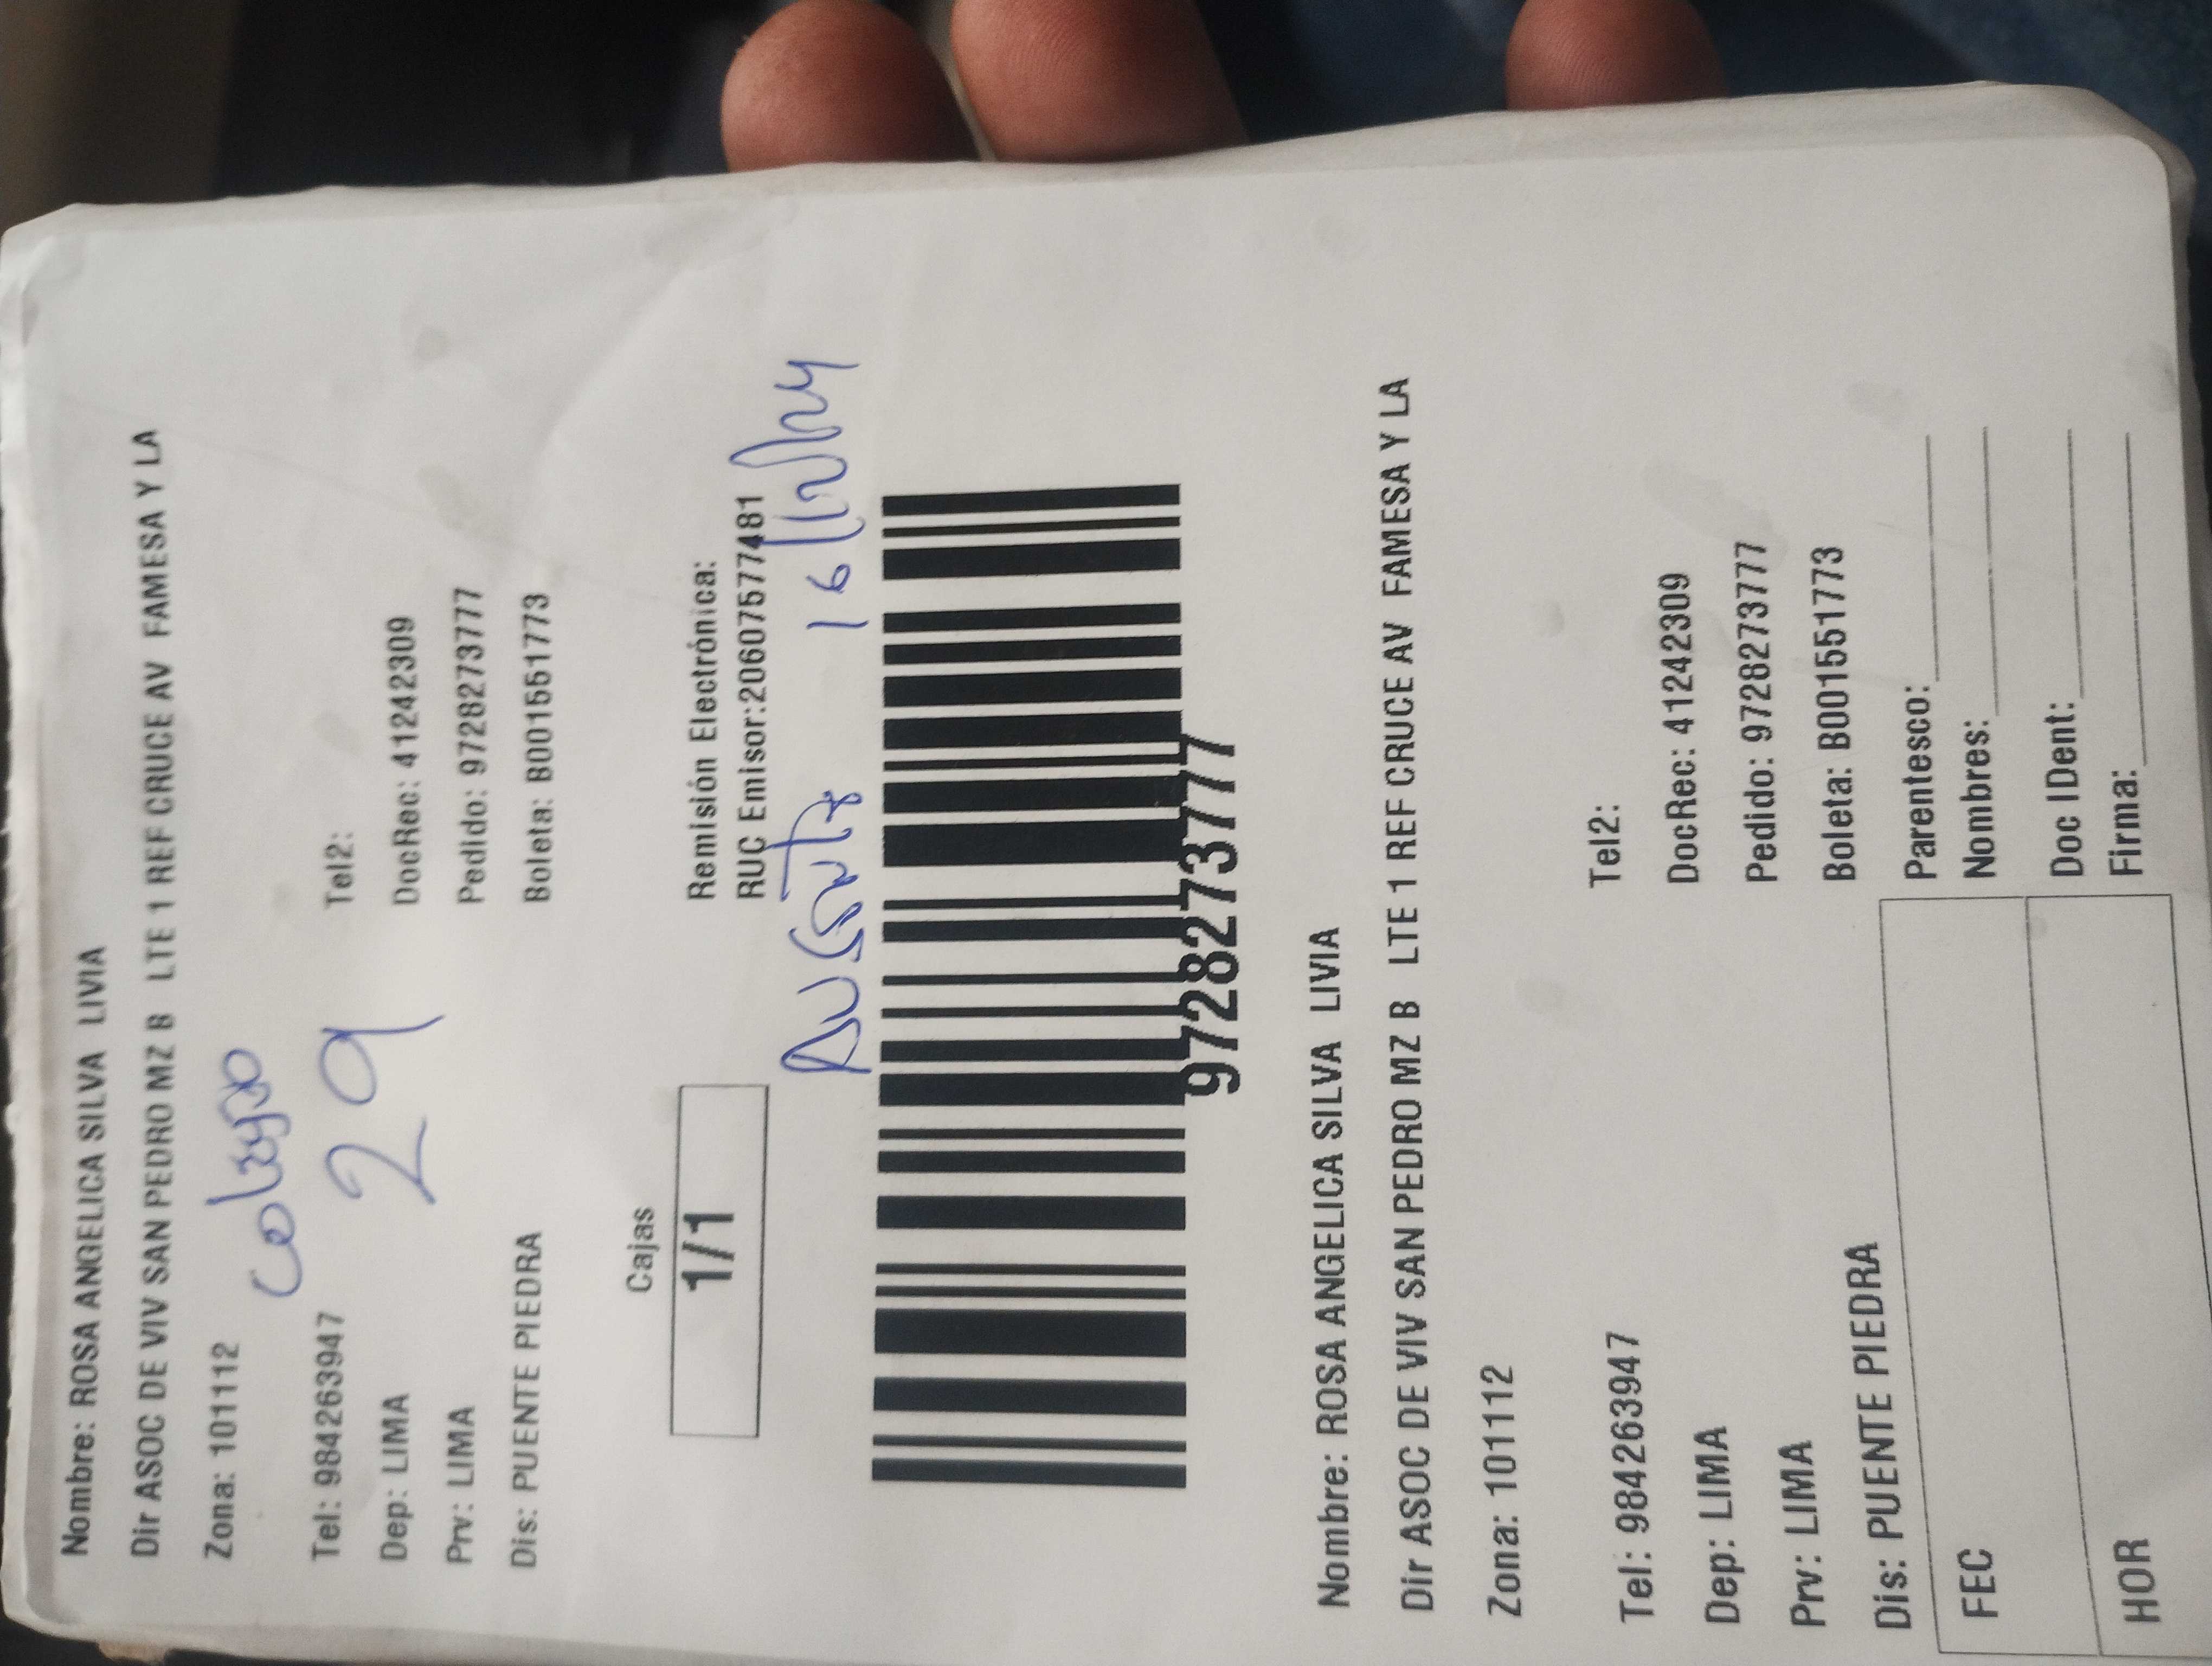 Nombre: ROSA ANGELICA SILVA LIVIA
Dir ASOC DE VIV SAN PEDRO MZ B LTE 1 REF CRUCE AV FAMESA Y LA
Zona: 101112
29
Tel: 984263947 Tel2:
Dep: LIMA DocRec: 41242309
Prv: LIMA Pedido: 97282737777
Dis: PUENTE PIEDRA Boleta: B001551773
Cajas
1/1
Remisión Electrónica:
RUC Emisor:20607577481
97282737777
Nombre: ROSA ANGELICA SILVA LIVIA
Dir ASOC DE VIV SAN PEDRO MZ B LTE 1 REF CRUCE AV FAMESA Y LA
Zona: 101112
Tel: 984263947 Tel2:
Dep: LIMA DocRec: 41242309
Prv: LIMA Pedido: 97282737777
Dis: PUENTE PIEDRA Boleta: B001551773
FEC
HOR
Parentesco:
Nombres:
Doc IDent:
Firma: